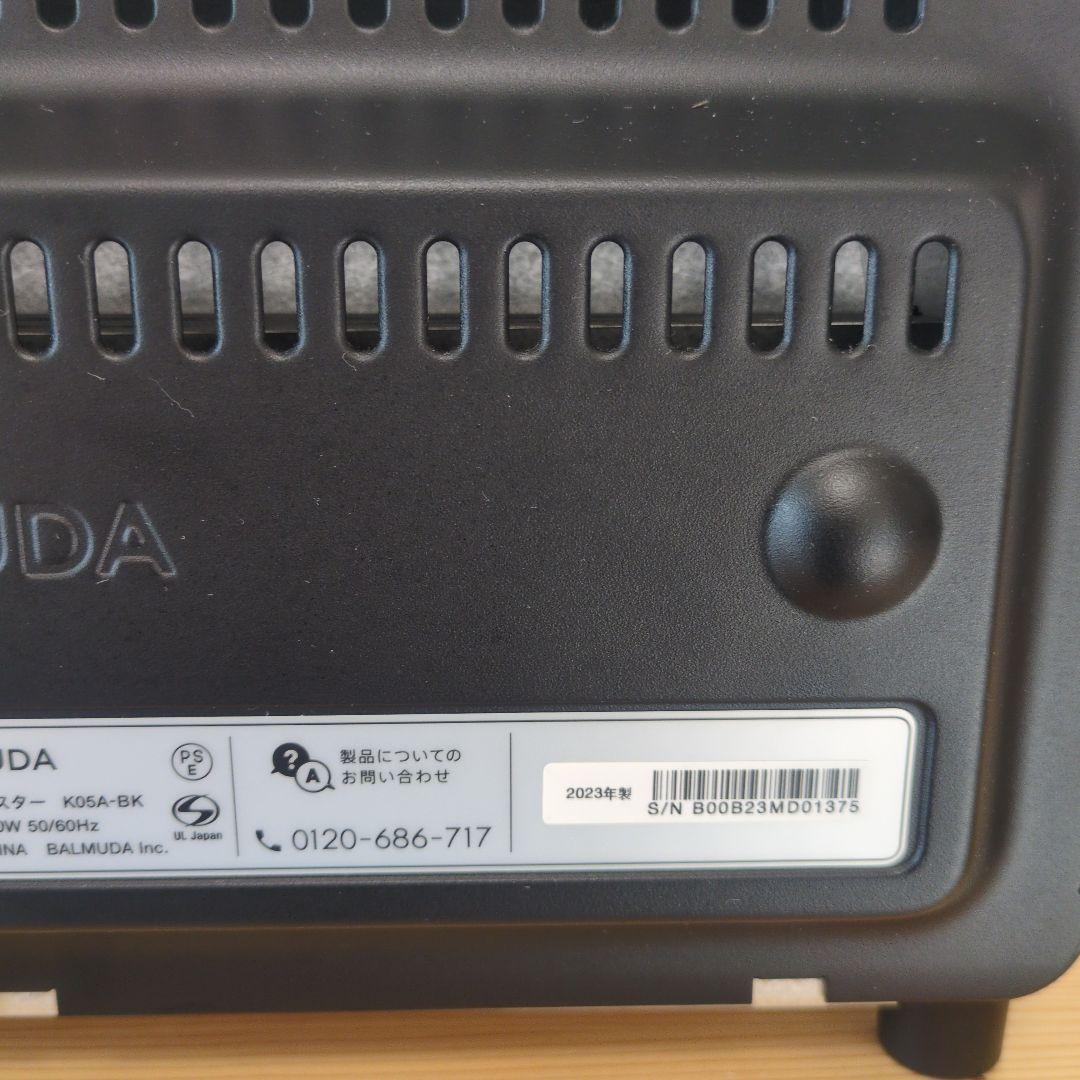 UDA
UDA
スター K05A-BK
0W 50/60Hz
INA BALMUDA Inc.
PS
E
S
UL Japan
?
A
製品についての
お問い合わせ
0120-686-717
2023年製
S/N B00B23MD01375